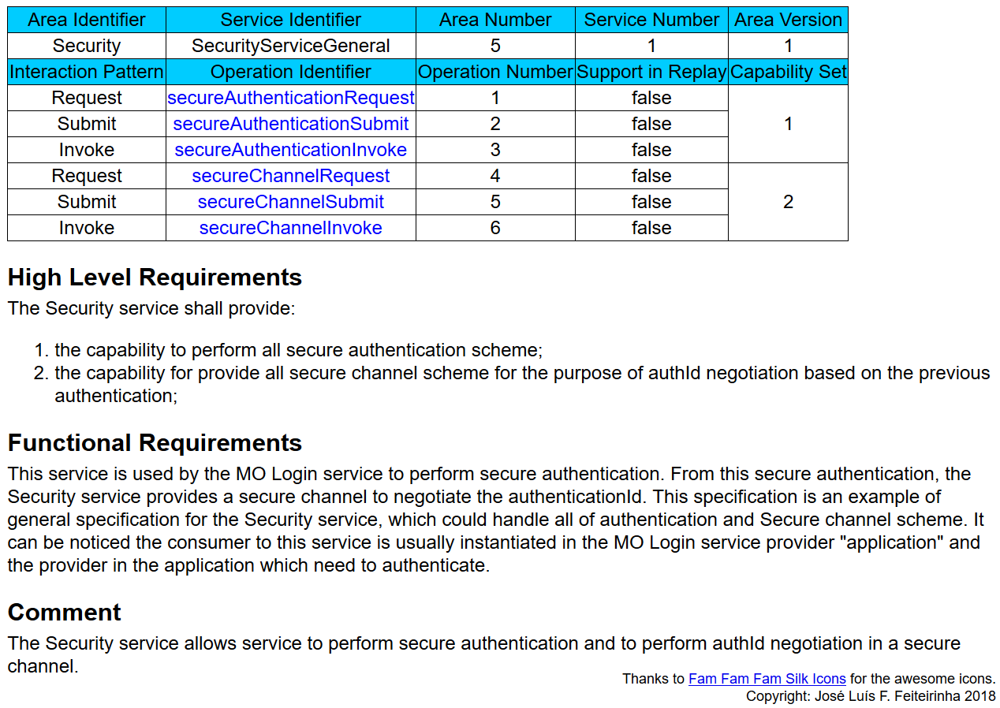 Area Identifier Service Identifier Area Number Service Number Area Version
Security SecurityServiceGeneral 5 1 1
Interaction Pattern Operation Identifier Operation Number Support in Replay Capability Set
Request secureAuthenticationRequest 1 false
Submit secureAuthenticationSubmit 2 false 1
Invoke secureAuthenticationInvoke 3 false
Request secureChannelRequest 4 false
Submit secureChannelSubmit 5 false 2
Invoke secureChannelInvoke 6 false
High Level Requirements
The Security service shall provide:
1. the capability to perform all secure authentication scheme;
2. the capability for provide all secure channel scheme for the purpose of authId negotiation based on the previous
authentication;
Functional Requirements
This service is used by the MO Login service to perform secure authentication. From this secure authentication, the
Security service provides a secure channel to negotiate the authenticationId. This specification is an example of
general specification for the Security service, which could handle all of authentication and Secure channel scheme. It
can be noticed the consumer to this service is usually instantiated in the MO Login service provider "application" and
the provider in the application which need to authenticate.
Comment
The Security service allows service to perform secure authentication and to perform authId negotiation in a secure
channel.
Thanks to Fam Fam Fam Silk Icons for the awesome icons.
Copyright: José Luís F. Feiteirinha 2018